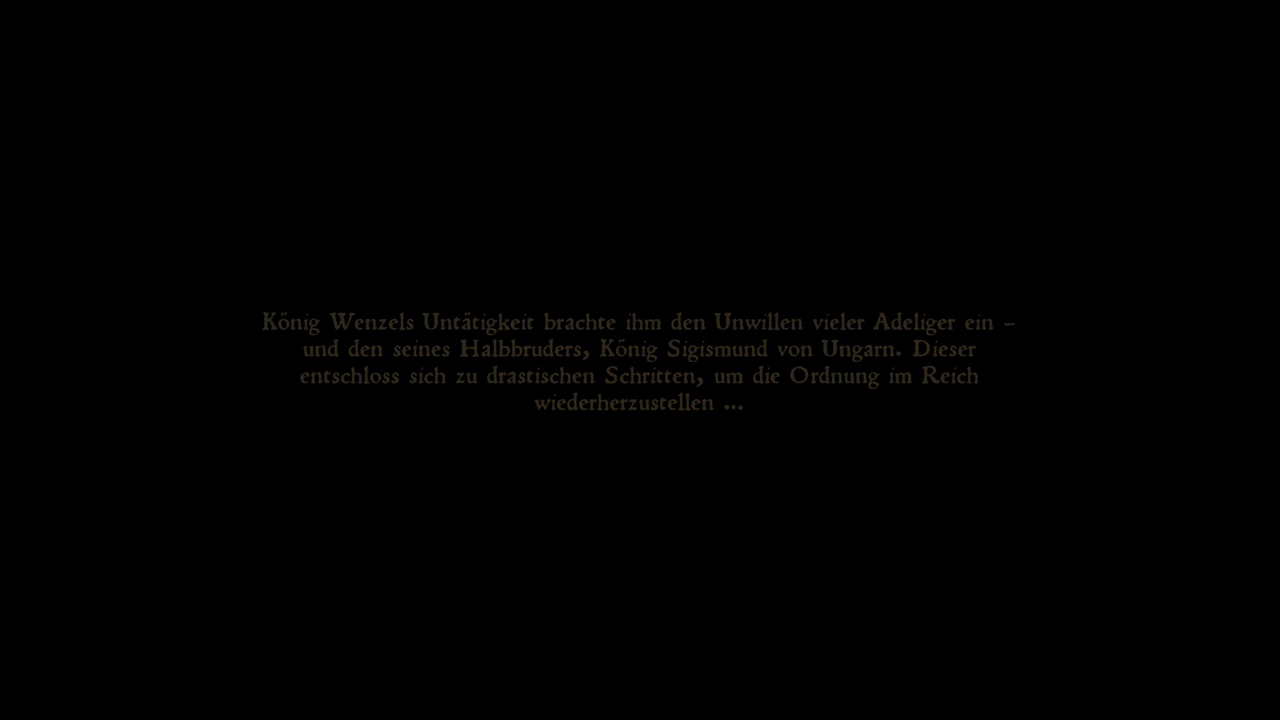 König Wenzels Untätigkeit brachte ihm den Unwillen vieler Adeliger ein –
und den seines Halbbruders, König Sigismund von Ungarn. Dieser
entschloss sich zu drastischen Schritten, um die Ordnung im Reich
wiederherzustellen ...